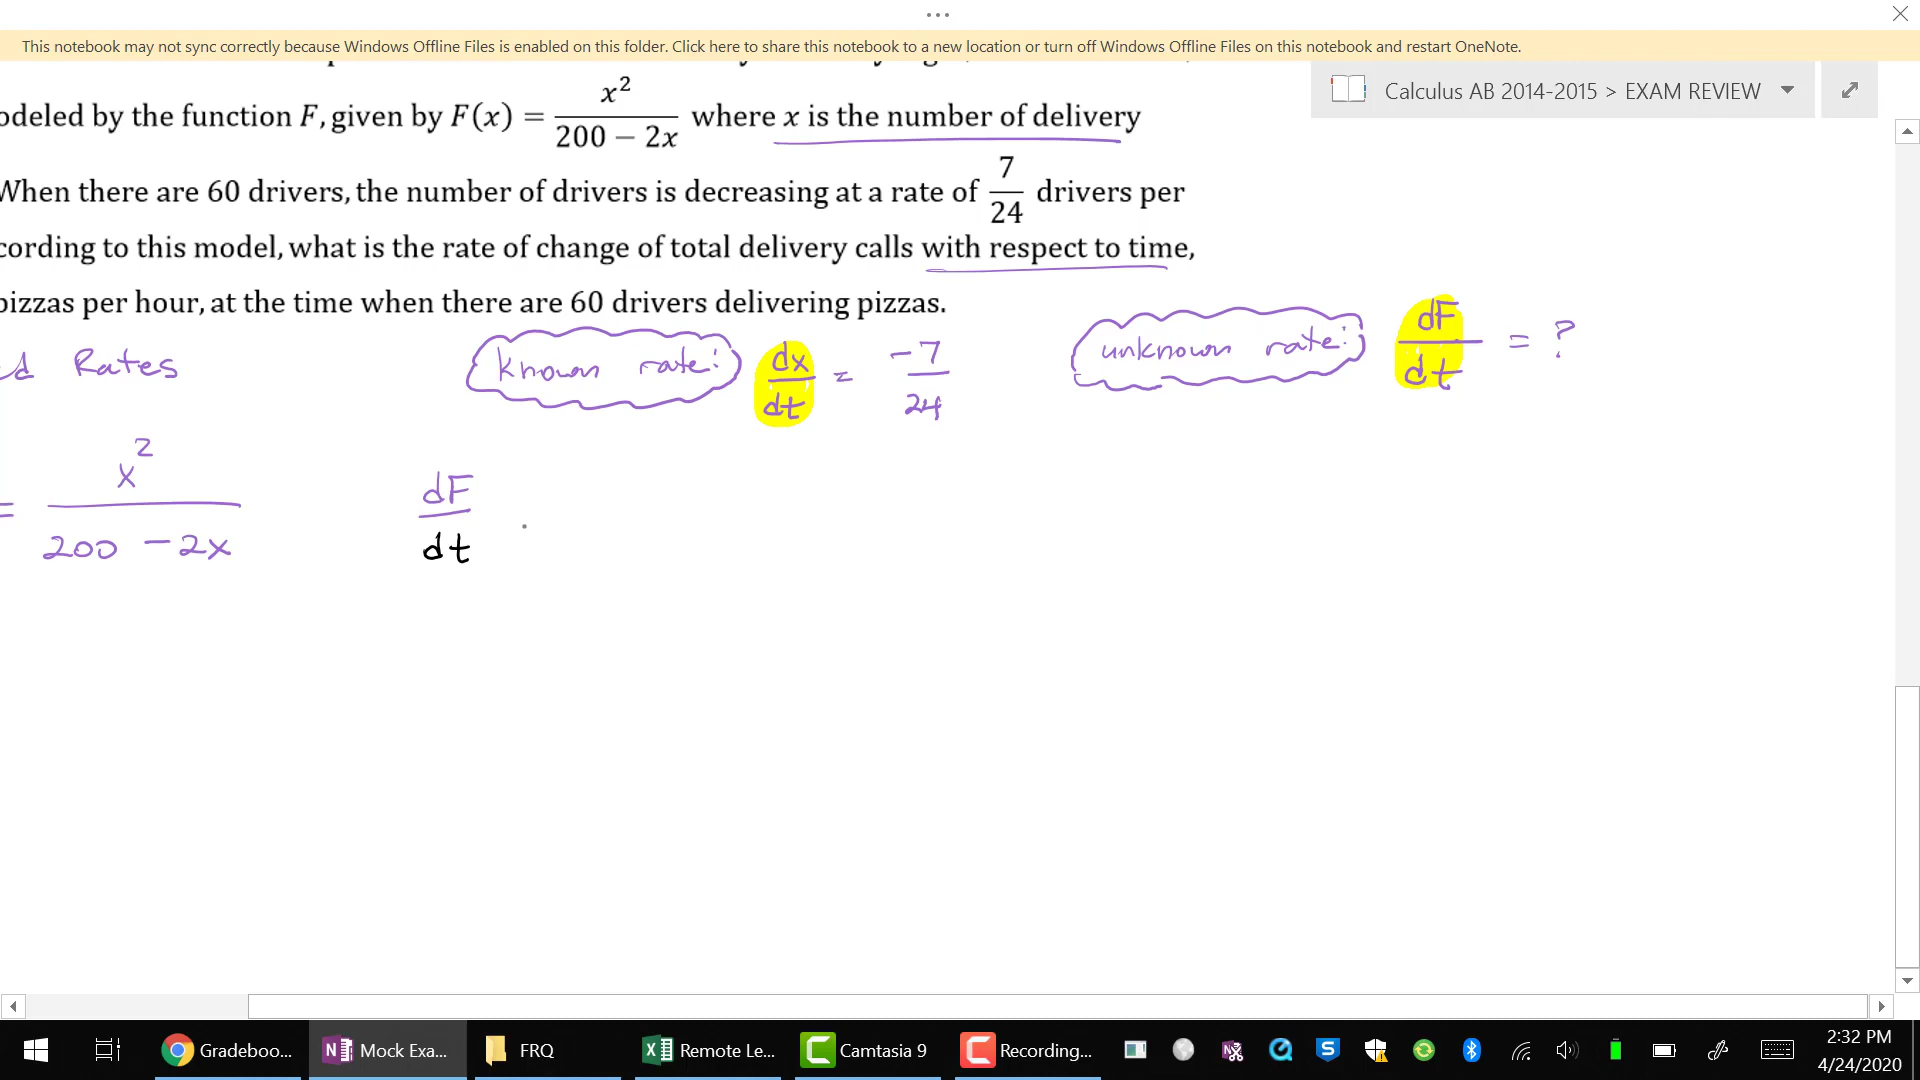 This notebook may not sync correctly because Windows Offline Files is enabled on this folder. Click here to share this notebook to a new location or turn off Windows Offline Files on this notebook and restart OneNote.
Calculus AB 2014-2015 > EXAM REVIEW
odeled by the function F, given by F(x) = x² / (200 − 2x) where x is the number of delivery
When there are 60 drivers, the number of drivers is decreasing at a rate of 7/24 drivers per
cording to this model, what is the rate of change of total delivery calls with respect to time,
pizzas per hour, at the time when there are 60 drivers delivering pizzas.
d Rates
known rate: dx/dt = -7/24
unknown rate: dF/dt = ?
= x² / 200 - 2x
dF/dt
Gradeboo...
Mock Exa...
FRQ
Remote Le...
Camtasia 9
Recording...
2:32 PM
4/24/2020